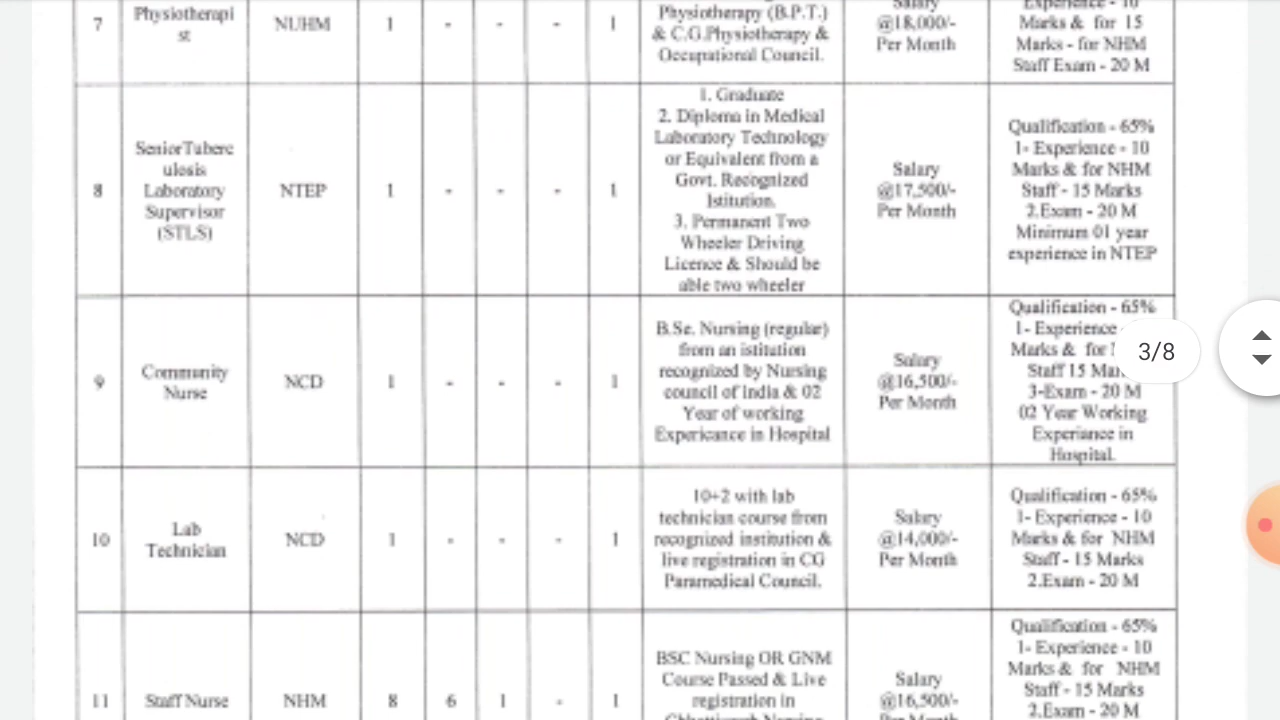 7
Physiotherapi
st
NUHM
1
-
-
-
1
Physiotherapy (B.P.T.)
& C.G.Physiotherapy &
Occupational Council.
Salary
@18,000/-
Per Month
Experience - 10
Marks & for 15
Marks - for NHM
Staff Exam - 20 M
8
SeniorTuberc
ulosis
Laboratory
Supervisor
(STLS)
NTEP
1
-
-
-
1
1. Graduate
2. Diploma in Medical
Laboratory Technology
or Equivalent from a
Govt. Recognized
Istitution.
3. Permanent Two
Wheeler Driving
Licence & Should be
able two wheeler
Salary
@17,500/-
Per Month
Qualification - 65%
1- Experience - 10
Marks & for NHM
Staff - 15 Marks
2.Exam - 20 M
Minimum 01 year
experience in NTEP
9
Community
Nurse
NCD
1
-
-
-
1
B.Sc. Nursing (regular)
from an istitution
recognized by Nursing
council of india & 02
Year of working
Expericance in Hospital
Salary
@16,500/-
Per Month
Qualification - 65%
1- Experience
Marks & for
Staff 15
3-Exam - 20 M
02 Year Working
Experiance in
Hospital.
3/8
10
Lab
Technician
NCD
1
-
-
-
1
10+2 with lab
technician course from
recognized institution &
live registration in CG
Paramedical Council.
Salary
@14,000/-
Per Month
Qualification - 65%
1- Experience - 10
Marks & for NHM
Staff - 15 Marks
2.Exam - 20 M
11
Staff Nurse
NHM
8
6
1
-
1
BSC Nursing OR GNM
Course Passed & Live
registration in
Salary
@16,500/-
Qualification - 65%
1- Experience - 10
Marks & for NHM
Staff - 15 Marks
2.Exam - 20 M